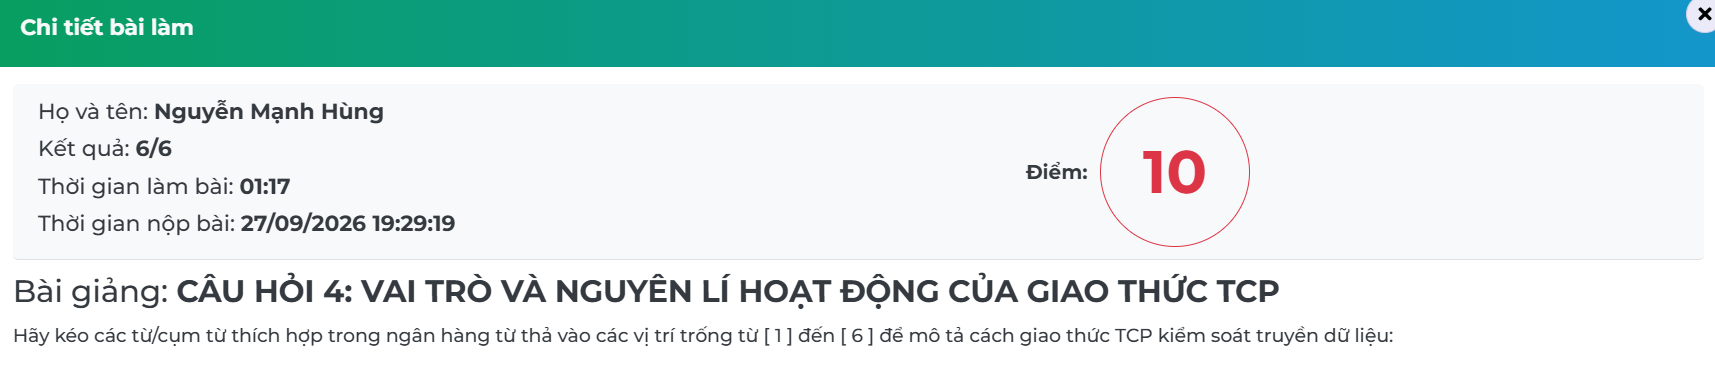 Chi tiết bài làm
Họ và tên: Nguyễn Mạnh Hùng
Kết quả: 6/6
Thời gian làm bài: 01:17
Thời gian nộp bài: 27/09/2026 19:29:19
Điểm:
10
Bài giảng: CÂU HỎI 4: VAI TRÒ VÀ NGUYÊN LÍ HOẠT ĐỘNG CỦA GIAO THỨC TCP
Hãy kéo các từ/cụm từ thích hợp trong ngân hàng từ thả vào các vị trí trống từ [ 1 ] đến [ 6 ] để mô tả cách giao thức TCP kiểm soát truyền dữ liệu: